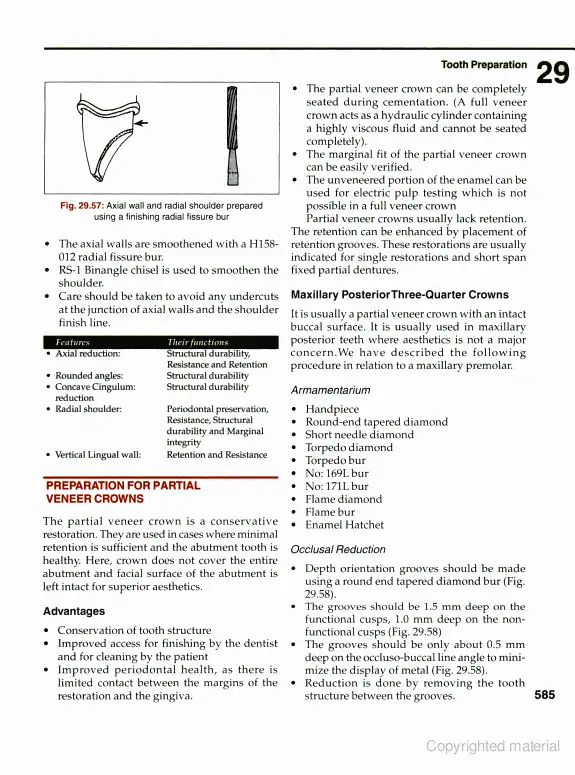 Tooth Preparation
29
Fig. 29.57: Axial wall and radial shoulder prepared
using a finishing radial fissure bur
• The axial walls are smoothened with a H158-
012 radial fissure bur.
• RS-1 Binangle chisel is used to smoothen the
shoulder.
• Care should be taken to avoid any undercuts
at the junction of axial walls and the shoulder
finish line.
Features Their functions
• Axial reduction: Structural durability,
Resistance and Retention
• Rounded angles: Structural durability
• Concave Cingulum: Structural durability
reduction
• Radial shoulder: Periodontal preservation,
Resistance, Structural
durability and Marginal
integrity
• Vertical Lingual wall: Retention and Resistance
PREPARATION FOR PARTIAL
VENEER CROWNS
The partial veneer crown is a conservative
restoration. They are used in cases where minimal
retention is sufficient and the abutment tooth is
healthy. Here, crown does not cover the entire
abutment and facial surface of the abutment is
left intact for superior aesthetics.
Advantages
• Conservation of tooth structure
• Improved access for finishing by the dentist
and for cleaning by the patient
• Improved periodontal health, as there is
limited contact between the margins of the
restoration and the gingiva.
• The partial veneer crown can be completely
seated during cementation. (A full veneer
crown acts as a hydraulic cylinder containing
a highly viscous fluid and cannot be seated
completely).
• The marginal fit of the partial veneer crown
can be easily verified.
• The unveneered portion of the enamel can be
used for electric pulp testing which is not
possible in a full veneer crown
Partial veneer crowns usually lack retention.
The retention can be enhanced by placement of
retention grooves. These restorations are usually
indicated for single restorations and short span
fixed partial dentures.
Maxillary Posterior Three-Quarter Crowns
It is usually a partial veneer crown with an intact
buccal surface. It is usually used in maxillary
posterior teeth where aesthetics is not a major
concern.We have described the following
procedure in relation to a maxillary premolar.
Armamentarium
• Handpiece
• Round-end tapered diamond
• Short needle diamond
• Torpedo diamond
• Torpedo bur
• No: 169L bur
• No: 171L bur
• Flame diamond
• Flame bur
• Enamel Hatchet
Occlusal Reduction
• Depth orientation grooves should be made
using a round end tapered diamond bur (Fig.
29.58).
• The grooves should be 1.5 mm deep on the
functional cusps, 1.0 mm deep on the non-
functional cusps (Fig. 29.58)
• The grooves should be only about 0.5 mm
deep on the occluso-buccal line angle to mini-
mize the display of metal (Fig. 29.58).
• Reduction is done by removing the tooth
structure between the grooves.
585
Copyrighted material